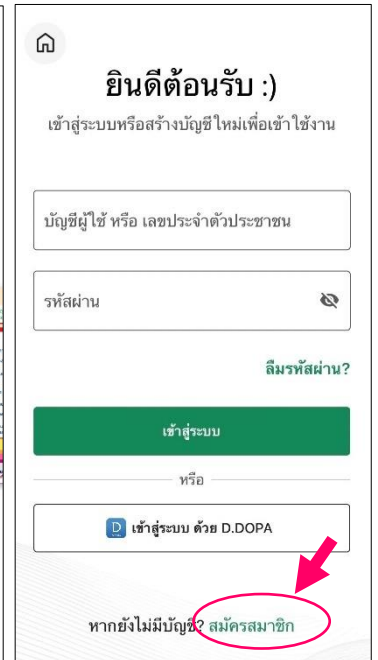 ยินดีต้อนรับ :)
เข้าสู่ระบบหรือสร้างบัญชีใหม่เพื่อเข้าใช้งาน
บัญชีผู้ใช้ หรือ เลขประจำตัวประชาชน
รหัสผ่าน
ลืมรหัสผ่าน?
เข้าสู่ระบบ
หรือ
D เข้าสู่ระบบ ด้วย D.DOPA
หากยังไม่มีบัญชี? สมัครสมาชิก